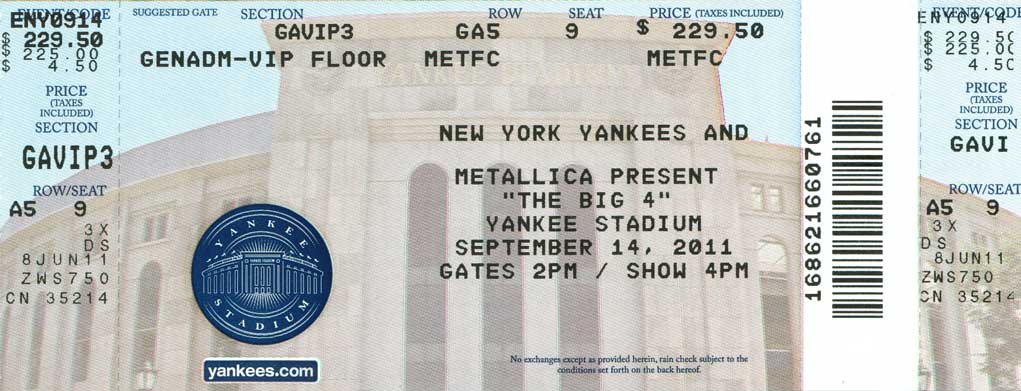 EVENT/CODE
ENY0914
$ 229.50
$ 225.00
$ 4.50
PRICE
(TAXES
INCLUDED)
SECTION
GAVIP3
ROW/SEAT
A5 9
3X
DS
8JUN11
ZWS750
CN 35214
SUGGESTED GATE SECTION ROW SEAT PRICE (TAXES INCLUDED)
GAVIP3 GA5 9 $ 229.50
GENADM-VIP FLOOR METFC METFC
YANKEE STADIUM
NEW YORK YANKEES AND
METALLICA PRESENT
"THE BIG 4"
YANKEE STADIUM
SEPTEMBER 14, 2011
GATES 2PM / SHOW 4PM
YANKEE
STADIUM
yankees.com
No exchanges except as provided herein, rain check subject to the
conditions set forth on the back hereof.
168621660761
EVENT/CODE
ENY0914
$ 229.50
$ 225.00
$ 4.50
PRICE
(TAXES
INCLUDED)
SECTION
GAVI
ROW/SEAT
A5 9
3X
DS
8JUN11
ZWS750
CN 35214